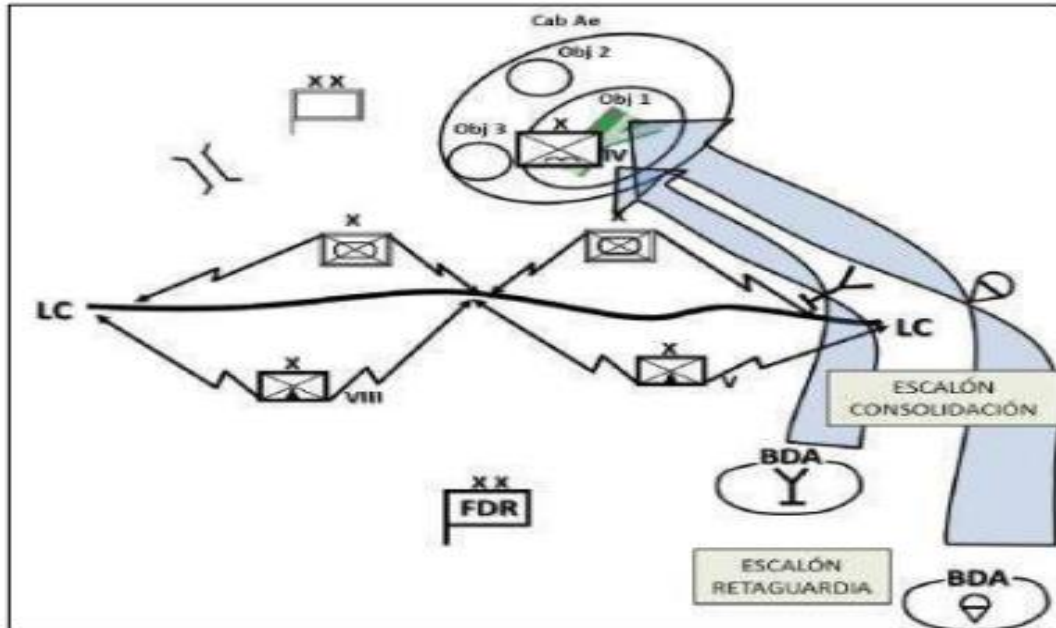 Cab Ae
Obj 2
X X
Obj 1
X
Obj 3
IV
X
X
LC
LC
X
X
VIII
V
ESCALÓN
CONSOLIDACIÓN
BDA
X X
FDR
ESCALÓN
RETAGUARDIA
BDA